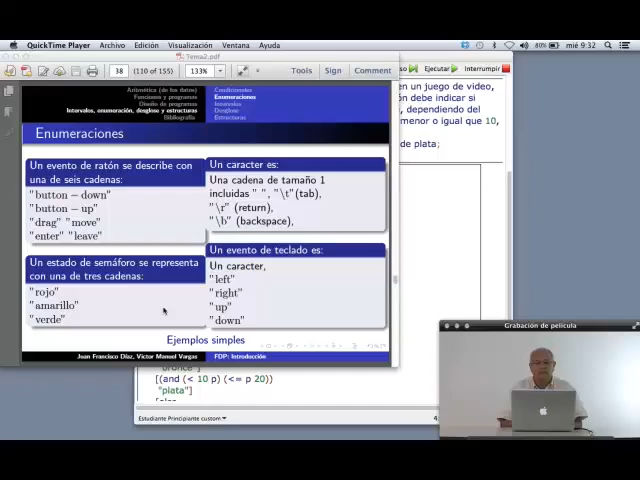 QuickTime Player Archivo Edición Visualización Ventana Ayuda
80% mié 9:32
Tema2.pdf
38 (110 of 155) 133% Tools Sign Comment
Ejecutar Interrumpir
Aritmética (de los datos)
Funciones y programas
Diseño de programas
Intervalos, enumeración, desglose y estructuras
Bibliografía
Condicionales
Enumeraciones
Intervalos
Desglose
Estructuras
en un juego de video,
ón debe indicar si
dependiendo del
menor o igual que 10,
de plata;
Enumeraciones
Un evento de ratón se describe con
una de seis cadenas:
"button − down"
"button − up"
"drag" "move"
"enter" "leave"
Un caracter es:
Una cadena de tamaño 1
incluidas " ", "\t"(tab),
"\r" (return),
"\b" (backspace),
Un estado de semáforo se representa
con una de tres cadenas:
"rojo"
"amarillo"
"verde"
Un evento de teclado es:
Un caracter,
"left"
"right"
"up"
"down"
Ejemplos simples
Juan Francisco Díaz, Víctor Manuel Vargas FDP: Introducción
Grabación de película
"bronce"]
[(and (< 10 p) (<= p 20))
"plata"]
[else
Estudiante Principiante custom